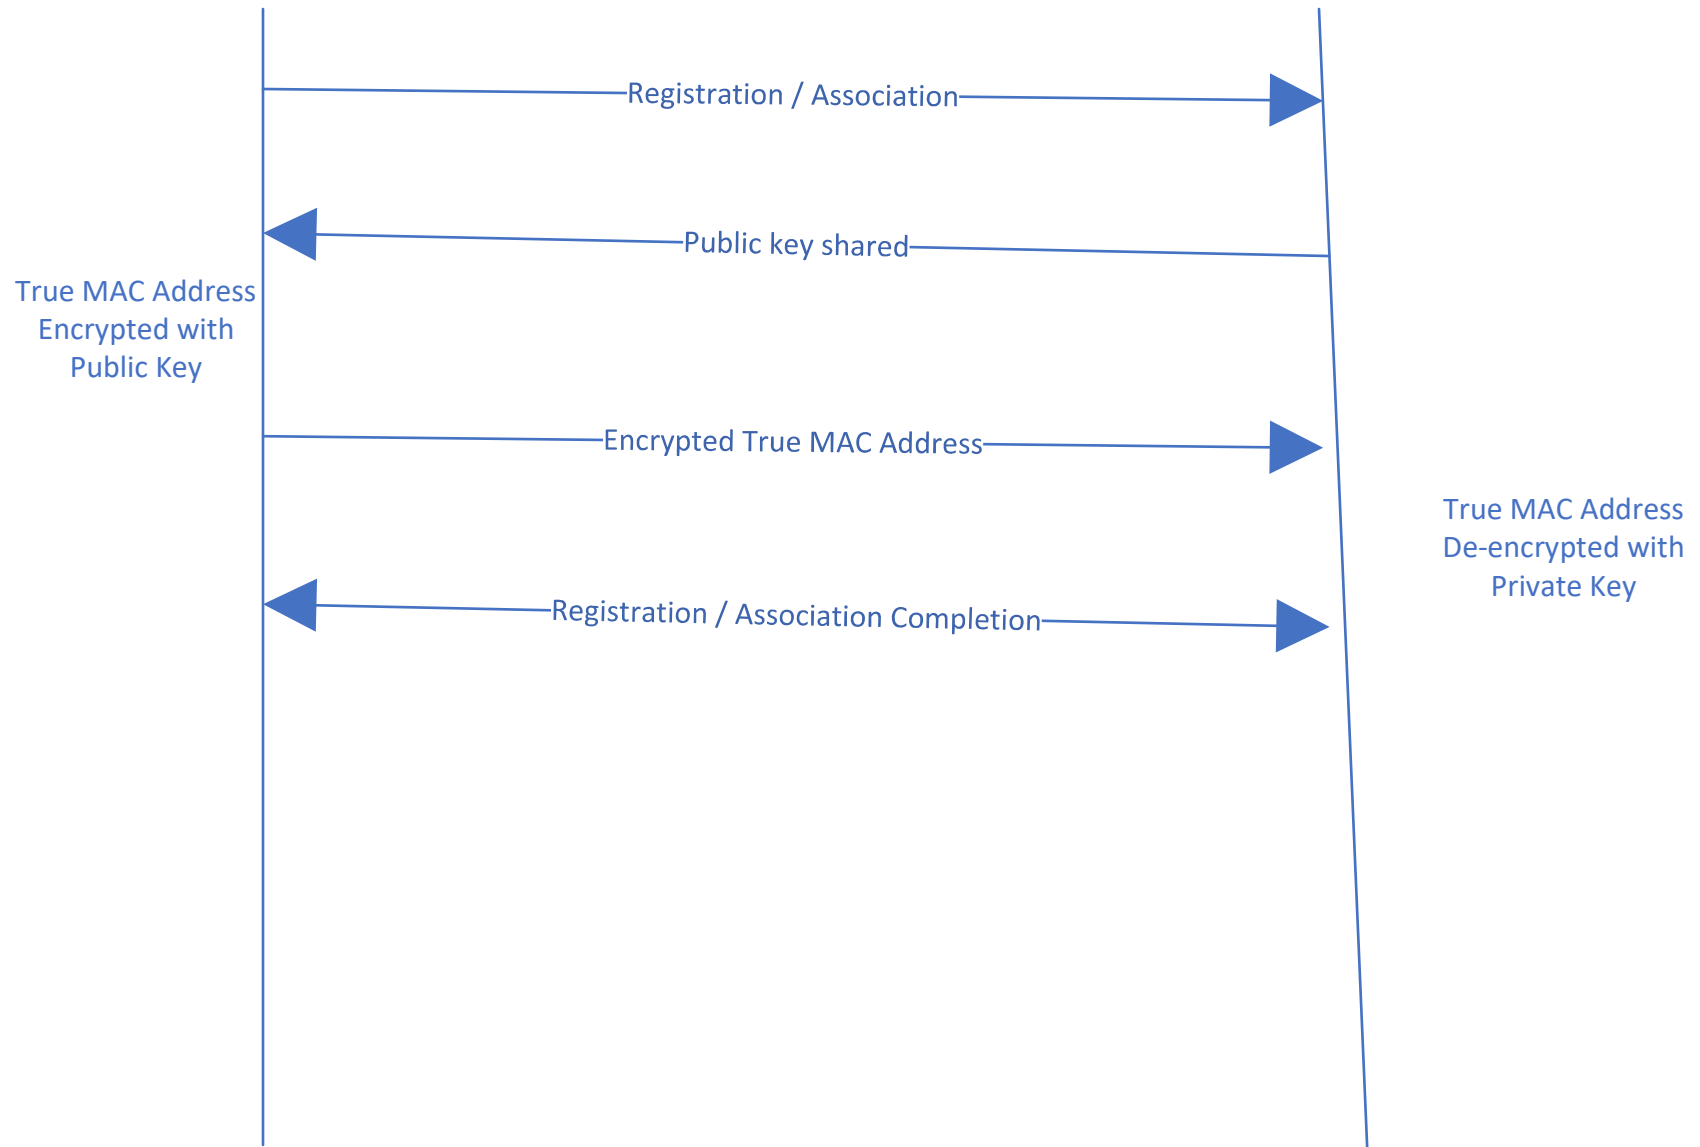 Registration / Association
Public key shared
True MAC Address
Encrypted with
Public Key
Encrypted True MAC Address
True MAC Address
De-encrypted with
Private Key
Registration / Association Completion